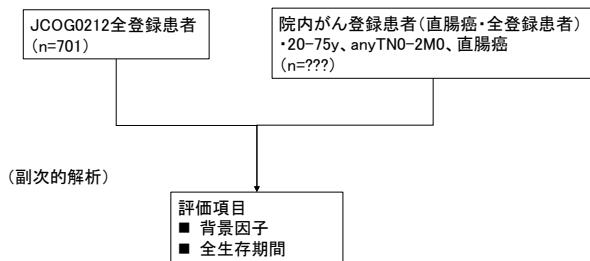 JCOG0212全登録患者
(n=701)
院内がん登録患者(直腸癌・全登録患者)
・20-75y、anyTN0-2M0、直腸癌
(n=???)
(副次的解析)
評価項目
■ 背景因子
■ 全生存期間